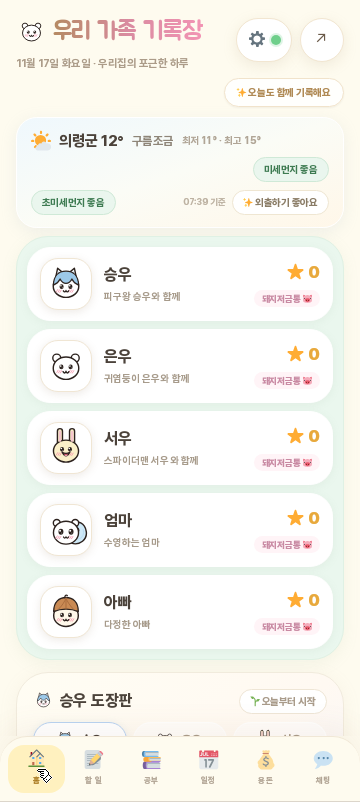 우리 가족 기록장
11월 17일 화요일 · 우리집의 포근한 하루
오늘도 함께 기록해요
의령군 12° 구름조금 최저 11° · 최고 15°
미세먼지 좋음
초미세먼지 좋음 07:39 기준 외출하기 좋아요
승우 0
피구왕 승우와 함께 돼지저금통
은우 0
귀염둥이 은우와 함께 돼지저금통
서우 0
스파이더맨 서우와 함께 돼지저금통
엄마 0
수영하는 엄마 돼지저금통
아빠 0
다정한 아빠 돼지저금통
승우 도장판 오늘부터 시작
홈 할 일 공부 일정 용돈 채팅